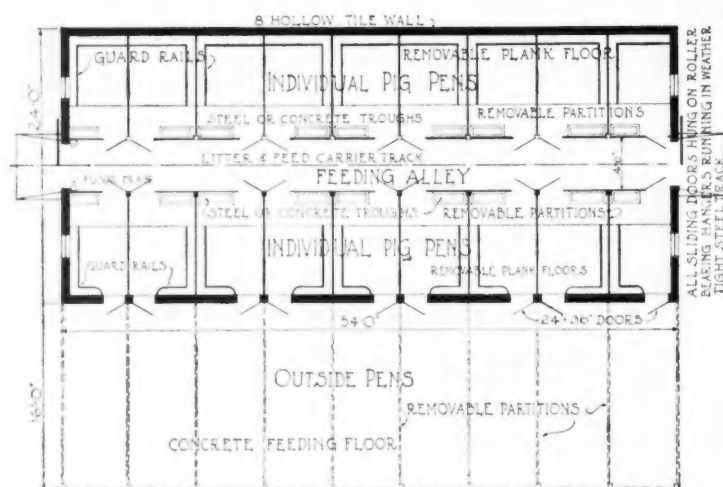 8 HOLLOW TILE WALL
GUARD RAILS
REMOVABLE PLANK FLOOR
INDIVIDUAL PIG PENS
STEEL OR CONCRETE TROUGHS
REMOVABLE PARTITIONS
24'-0"
LITTER & FEED CARRIER TRACK
FEEDING ALLEY
STEEL OR CONCRETE TROUGHS
REMOVABLE PARTITIONS
INDIVIDUAL PIG PENS
GUARD RAILS
REMOVABLE PLANK FLOORS
54'-0"
24"-36" DOORS
16'-0"
OUTSIDE PENS
REMOVABLE PARTITIONS
CONCRETE FEEDING FLOOR
ALL SLIDING DOORS HUNG ON ROLLER
BEARING HANGERS RUNNING IN WEATHER
TIGHT STEEL TRACK